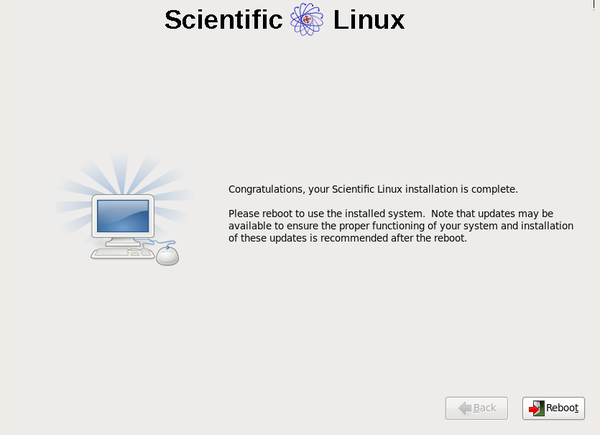 Scientific Linux
Congratulations, your Scientific Linux installation is complete.
Please reboot to use the installed system.  Note that updates may be
available to ensure the proper functioning of your system and installation
of these updates is recommended after the reboot.
Back
Reboot